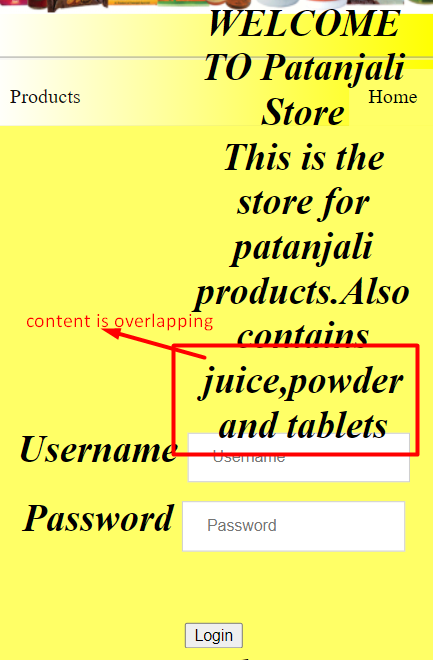 WELCOME
TO Patanjali
Products
Home
Store
This is the
store for
patanjali
products.Also
content is overlapping
contains
juice,powder
and tablets
Username
Username
Password
Password
Login